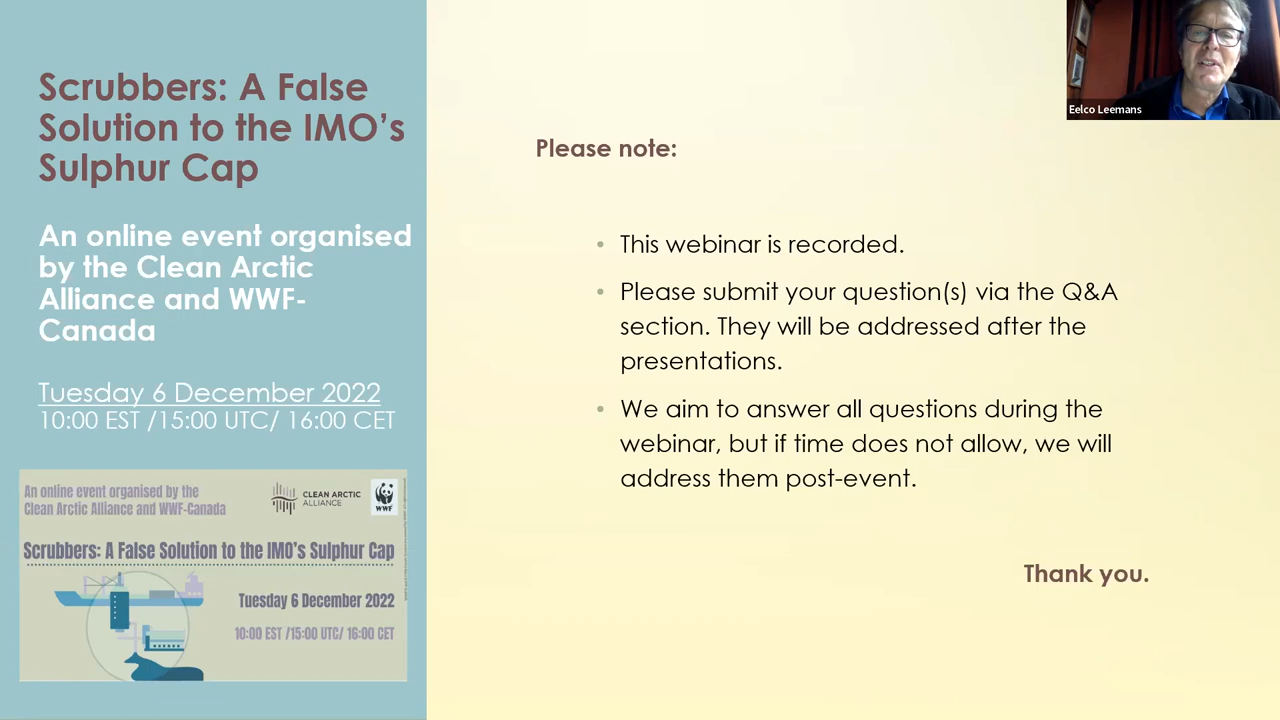 Scrubbers: A False
Solution to the IMO’s
Sulphur Cap
An online event organised
by the Clean Arctic
Alliance and WWF-
Canada
Tuesday 6 December 2022
10:00 EST /15:00 UTC/ 16:00 CET
An online event organised by the
Clean Arctic Alliance and WWF-Canada
CLEAN ARCTIC
ALLIANCE
WWF
Scrubbers: A False Solution to the IMO’s Sulphur Cap
Tuesday 6 December 2022
10:00 EST /15:00 UTC/ 16:00 CET
Please note:
• This webinar is recorded.
• Please submit your question(s) via the Q&A
section. They will be addressed after the
presentations.
• We aim to answer all questions during the
webinar, but if time does not allow, we will
address them post-event.
Thank you.
Eelco Leemans